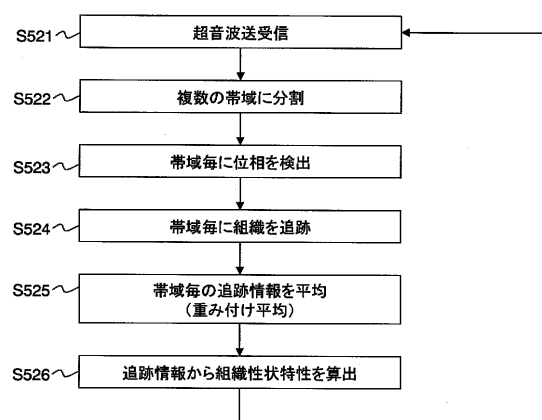 S521
超音波送受信
S522
複数の帯域に分割
S523
帯域毎に位相を検出
S524
帯域毎に組織を追跡
S525
帯域毎の追跡情報を平均
（重み付け平均）
S526
追跡情報から組織性状特性を算出